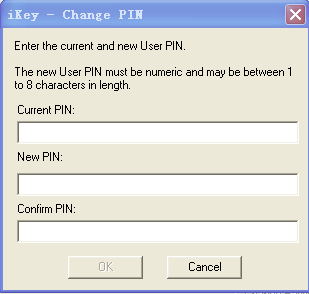 iKey - Change PIN
Enter the current and new User PIN.
The new User PIN must be numeric and may be between 1
to 8 characters in length.
Current PIN:
New PIN:
Confirm PIN:
OK
Cancel